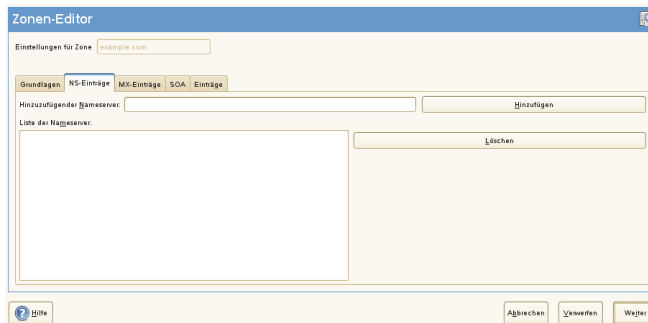 Zonen-Editor
Einstellungen für Zone example.com
Grundlagen NS-Einträge MX-Einträge SOA Einträge
Hinzuzufügender Nameserver: Hinzufügen
Liste der Nameserver:
Löschen
Hilfe Abbrechen Verwerfen Weiter